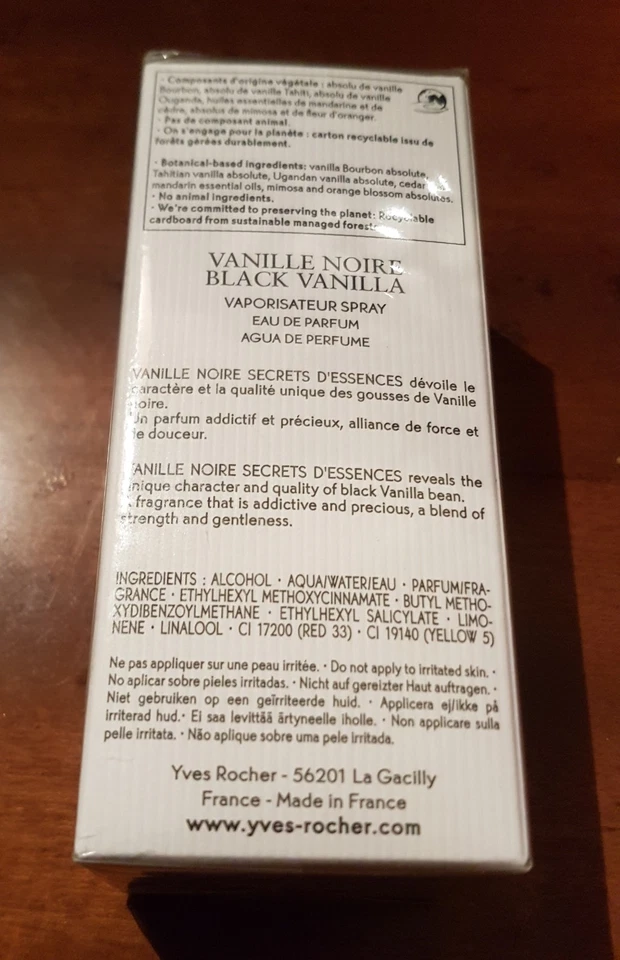 • Composants d'origine végétale : absolu de vanille
Bourbon, absolu de vanille Tahiti, absolu de vanille
Ouganda, huiles essentielles de mandarine et de
cèdre, absolus de mimosa et de fleur d'oranger.
• Pas de composant animal.
• On s'engage pour la planète : carton recyclable issu de
forêts gérées durablement.
• Botanical-based ingredients: vanilla Bourbon absolute,
Tahitian vanilla absolute, Ugandan vanilla absolute, cedar
mandarin essential oils, mimosa and orange blossom absolutes.
• No animal ingredients.
• We're committed to preserving the planet: Recyclable
cardboard from sustainable managed forests
VANILLE NOIRE
BLACK VANILLA
VAPORISATEUR SPRAY
EAU DE PARFUM
AGUA DE PERFUME
VANILLE NOIRE SECRETS D'ESSENCES dévoile le
caractère et la qualité unique des gousses de Vanille
noire.
Un parfum addictif et précieux, alliance de force et
de douceur.
VANILLE NOIRE SECRETS D'ESSENCES reveals the
unique character and quality of black Vanilla bean.
fragrance that is addictive and precious, a blend of
strength and gentleness.
INGREDIENTS : ALCOHOL • AQUA/WATER/EAU • PARFUM/FRA-
GRANCE • ETHYLHEXYL METHOXYCINNAMATE • BUTYL METHO-
XYDIBENZOYLMETHANE • ETHYLHEXYL SALICYLATE • LIMO-
NENE • LINALOOL • CI 17200 (RED 33) • CI 19140 (YELLOW 5)
Ne pas appliquer sur une peau irritée. • Do not apply to irritated skin. •
No aplicar sobre pieles irritadas. • Nicht auf gereizter Haut auftragen. •
Niet gebruiken op een geïrriteerde huid. • Applicera ej/ikke på
irriterad hud. • Ei saa levittää ärtyneelle iholle. • Non applicare sulla
pelle irritata. • Não aplique sobre uma pele irritada.
Yves Rocher - 56201 La Gacilly
France - Made in France
www.yves-rocher.com